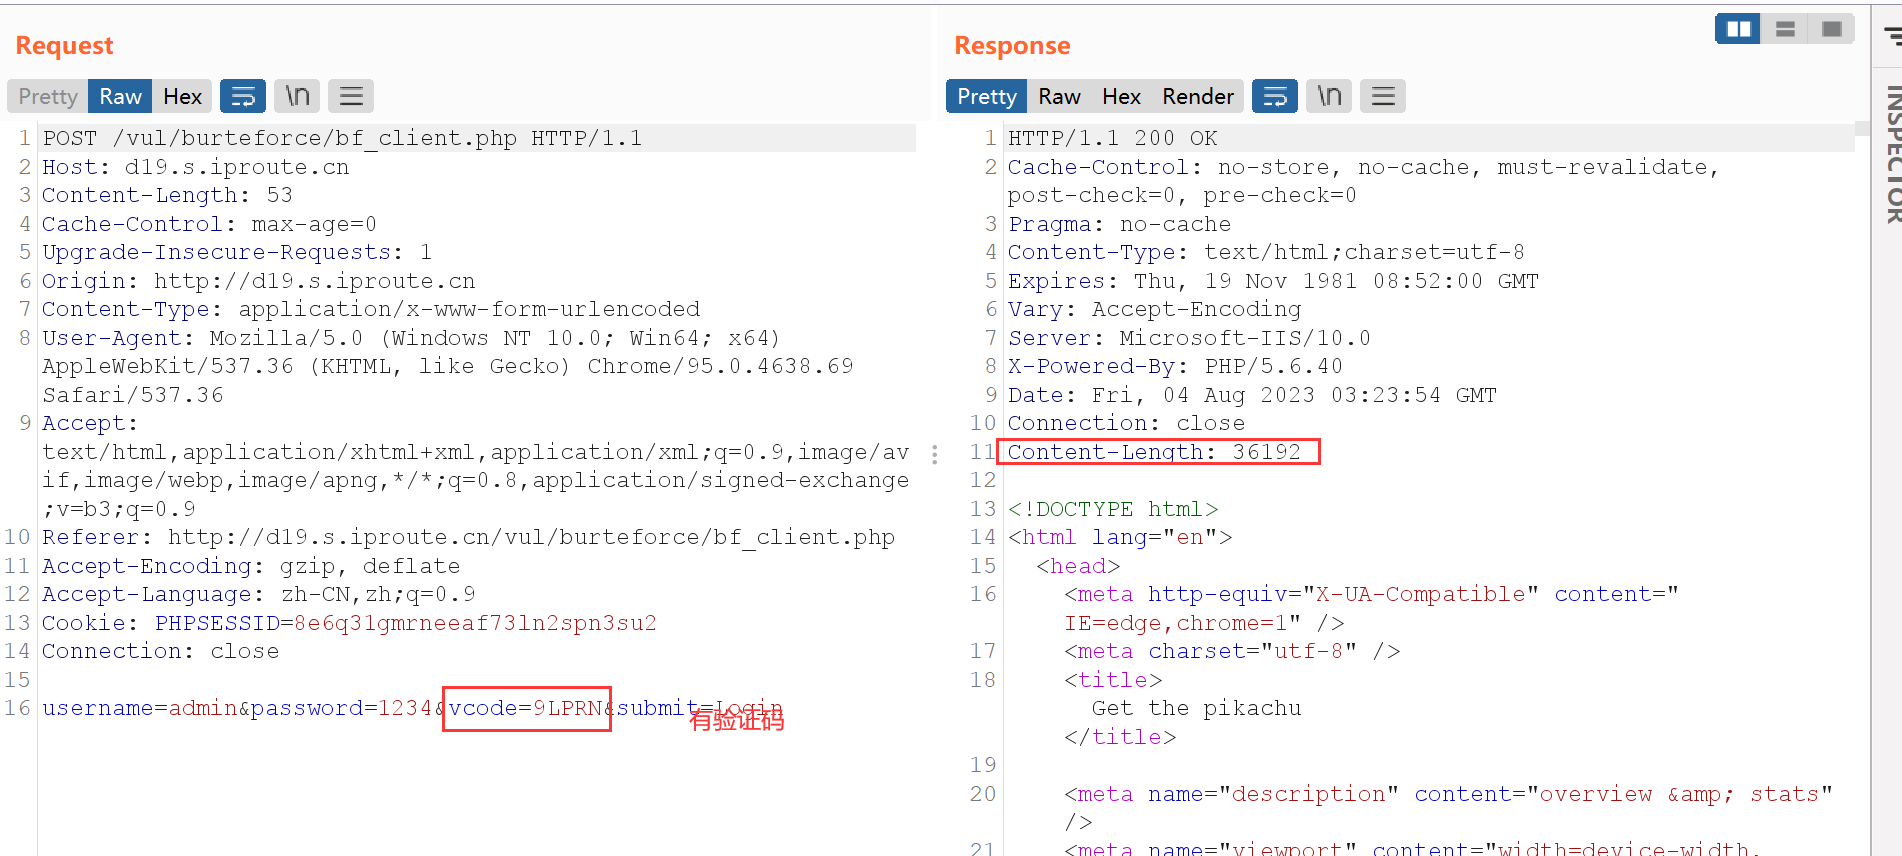 Request
Pretty Raw Hex \n
1 POST /vul/burteforce/bf_client.php HTTP/1.1
2 Host: d19.s.iproute.cn
3 Content-Length: 53
4 Cache-Control: max-age=0
5 Upgrade-Insecure-Requests: 1
6 Origin: http://d19.s.iproute.cn
7 Content-Type: application/x-www-form-urlencoded
8 User-Agent: Mozilla/5.0 (Windows NT 10.0; Win64; x64)
AppleWebKit/537.36 (KHTML, like Gecko) Chrome/95.0.4638.69
Safari/537.36
9 Accept:
text/html,application/xhtml+xml,application/xml;q=0.9,image/av
if,image/webp,image/apng,*/*;q=0.8,application/signed-exchange
;v=b3;q=0.9
10 Referer: http://d19.s.iproute.cn/vul/burteforce/bf_client.php
11 Accept-Encoding: gzip, deflate
12 Accept-Language: zh-CN,zh;q=0.9
13 Cookie: PHPSESSID=8e6q31gmrneeaf73ln2spn3su2
14 Connection: close
15
16 username=admin&password=1234&vcode=9LPRN&submit=Login
有验证码
Response
Pretty Raw Hex Render \n
1 HTTP/1.1 200 OK
2 Cache-Control: no-store, no-cache, must-revalidate,
post-check=0, pre-check=0
3 Pragma: no-cache
4 Content-Type: text/html;charset=utf-8
5 Expires: Thu, 19 Nov 1981 08:52:00 GMT
6 Vary: Accept-Encoding
7 Server: Microsoft-IIS/10.0
8 X-Powered-By: PHP/5.6.40
9 Date: Fri, 04 Aug 2023 03:23:54 GMT
10 Connection: close
11 Content-Length: 36192
12
13 <!DOCTYPE html>
14 <html lang="en">
15 <head>
16 <meta http-equiv="X-UA-Compatible" content="
IE=edge,chrome=1" />
17 <meta charset="utf-8" />
18 <title>
Get the pikachu
</title>
19
20 <meta name="description" content="overview &amp; stats"
/>
21 <meta name="viewport" content="width=device-width,
INSPECTOR